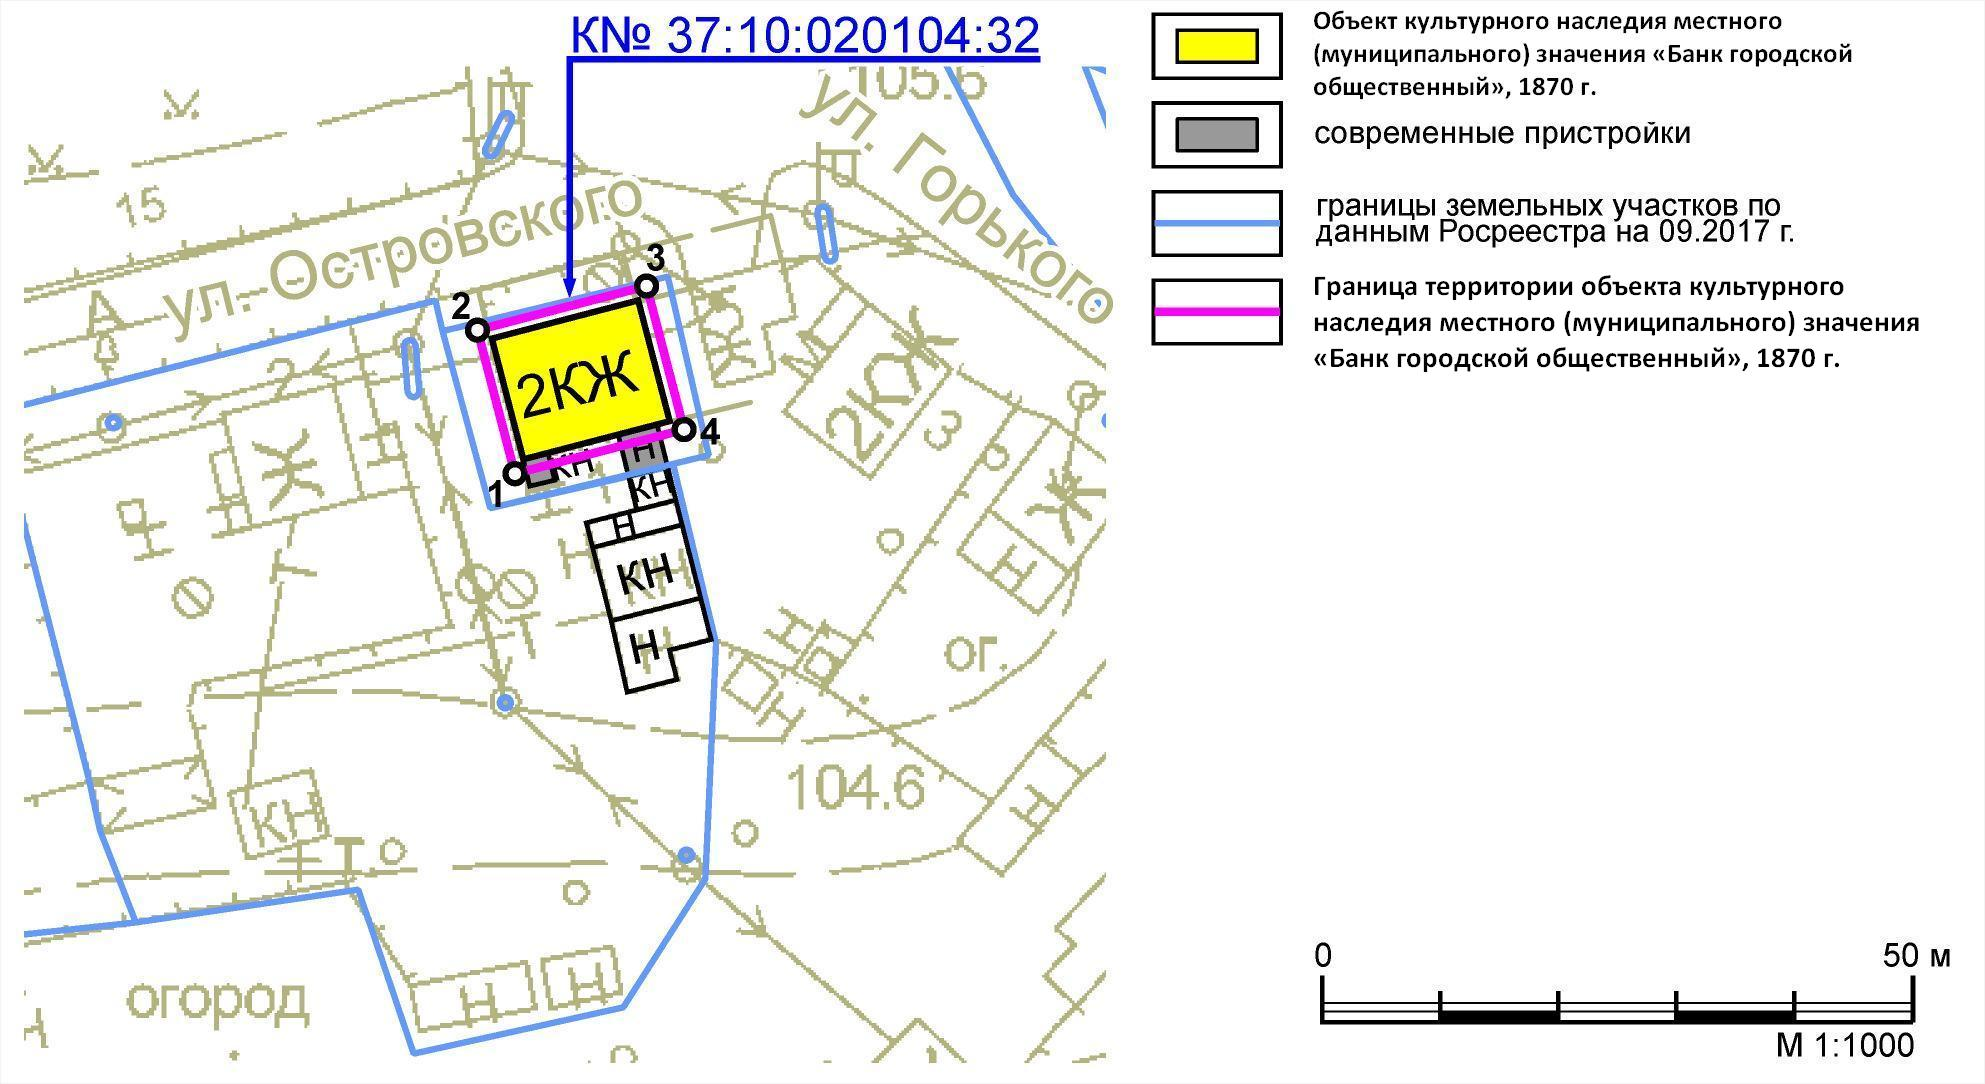 К№ 37:10:020104:32
105.6
ул. Горького
15
ул. Островского
А
3
2
2КЖ
4
1
КН
Н
КН
Н
КН
Н
2
Ж
Н
2КЖ
3
Ж
Н
ог.
Н
Н
104.6
Н
КН
Т
огород
Н
Н
Объект культурного наследия местного
(муниципального) значения «Банк городской
общественный», 1870 г.
современные пристройки
границы земельных участков по
данным Росреестра на 09.2017 г.
Граница территории объекта культурного
наследия местного (муниципального) значения
«Банк городской общественный», 1870 г.
0
50 м
М 1:1000